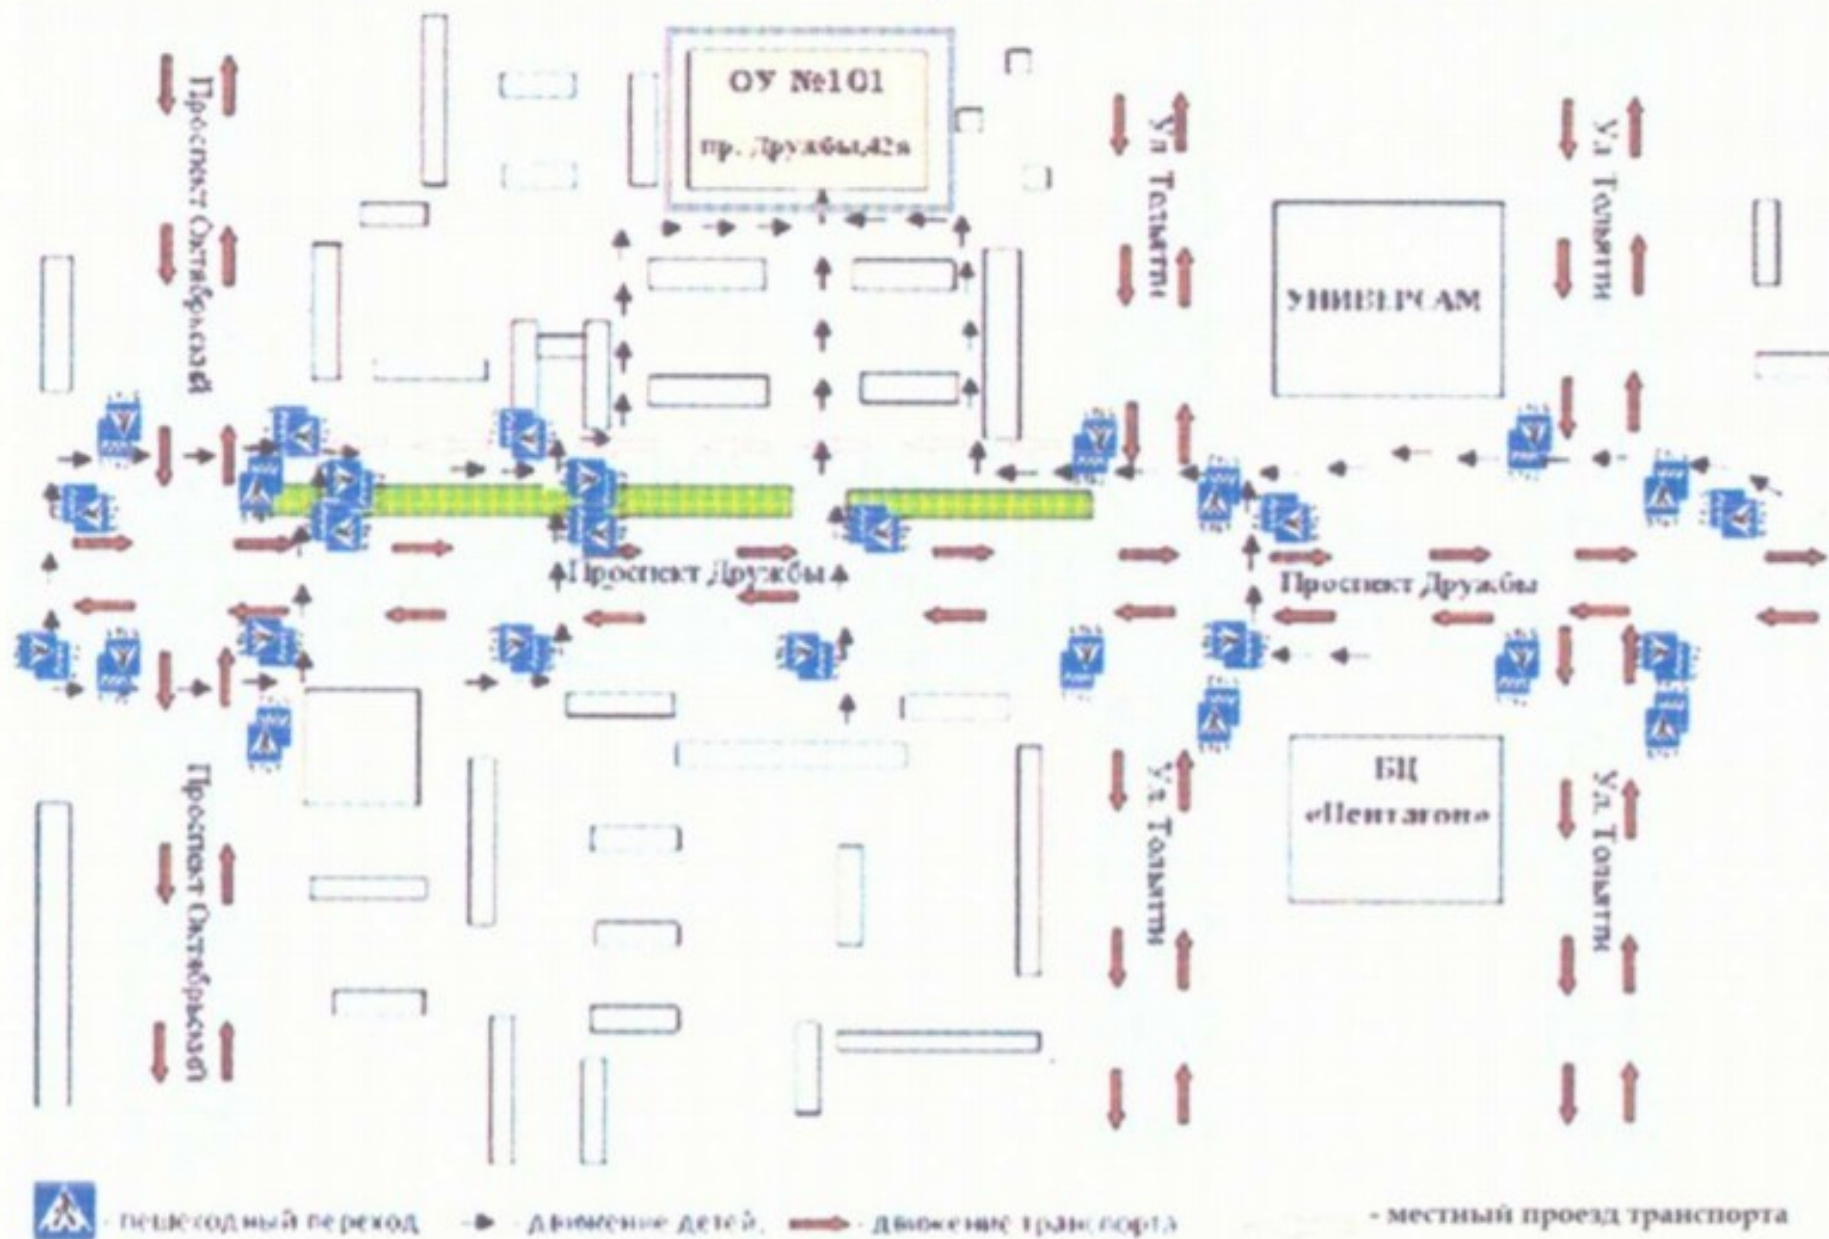 ОУ №101
пр. Дружбы,42а
Проспект Октябрьский
Ул Тольятти
Ул Тольятти
УНИВЕРСАМ
Проспект Дружбы
Проспект Дружбы
Проспект Октябрьский
Ул. Тольятти
БЦ
«Пентагон»
Ул. Тольятти
- пешеходный переход
- движение детей,
- движение транспорта
- местный проезд транспорта